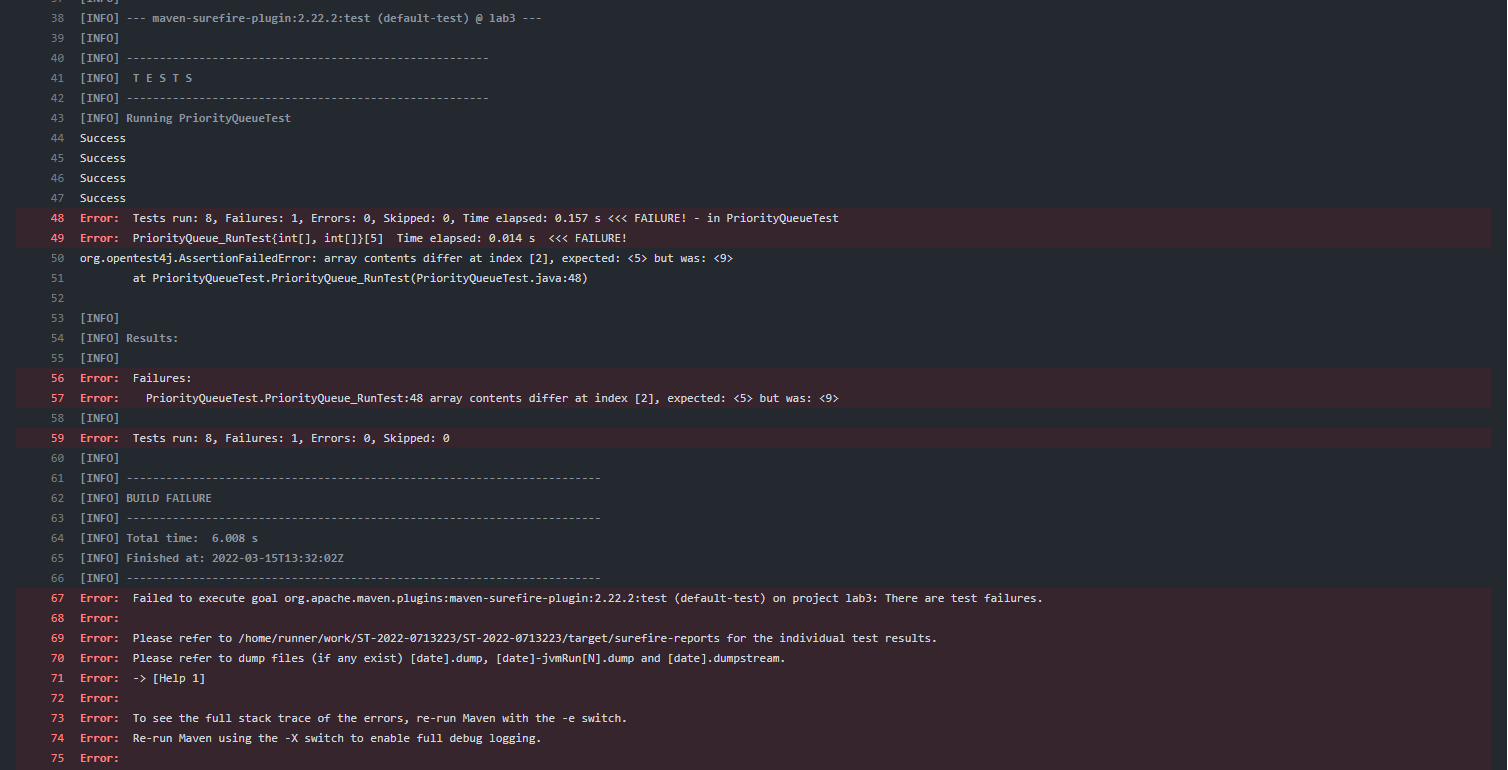 38 [INFO] --- maven-surefire-plugin:2.22.2:test (default-test) @ lab3 ---
39 [INFO]
40 [INFO] -------------------------------------------------------
41 [INFO]  T E S T S
42 [INFO] -------------------------------------------------------
43 [INFO] Running PriorityQueueTest
44 Success
45 Success
46 Success
47 Success
48 Error:  Tests run: 8, Failures: 1, Errors: 0, Skipped: 0, Time elapsed: 0.157 s <<< FAILURE! - in PriorityQueueTest
49 Error:  PriorityQueue_RunTest{int[], int[]}[5]  Time elapsed: 0.014 s  <<< FAILURE!
50 org.opentest4j.AssertionFailedError: array contents differ at index [2], expected: <5> but was: <9>
51         at PriorityQueueTest.PriorityQueue_RunTest(PriorityQueueTest.java:48)
52
53 [INFO]
54 [INFO] Results:
55 [INFO]
56 Error:  Failures:
57 Error:    PriorityQueueTest.PriorityQueue_RunTest:48 array contents differ at index [2], expected: <5> but was: <9>
58 [INFO]
59 Error:  Tests run: 8, Failures: 1, Errors: 0, Skipped: 0
60 [INFO]
61 [INFO] ------------------------------------------------------------------------
62 [INFO] BUILD FAILURE
63 [INFO] ------------------------------------------------------------------------
64 [INFO] Total time:  6.008 s
65 [INFO] Finished at: 2022-03-15T13:32:02Z
66 [INFO] ------------------------------------------------------------------------
67 Error:  Failed to execute goal org.apache.maven.plugins:maven-surefire-plugin:2.22.2:test (default-test) on project lab3: There are test failures.
68 Error:
69 Error:  Please refer to /home/runner/work/ST-2022-0713223/ST-2022-0713223/target/surefire-reports for the individual test results.
70 Error:  Please refer to dump files (if any exist) [date].dump, [date]-jvmRun[N].dump and [date].dumpstream.
71 Error:  -> [Help 1]
72 Error:
73 Error:  To see the full stack trace of the errors, re-run Maven with the -e switch.
74 Error:  Re-run Maven using the -X switch to enable full debug logging.
75 Error: